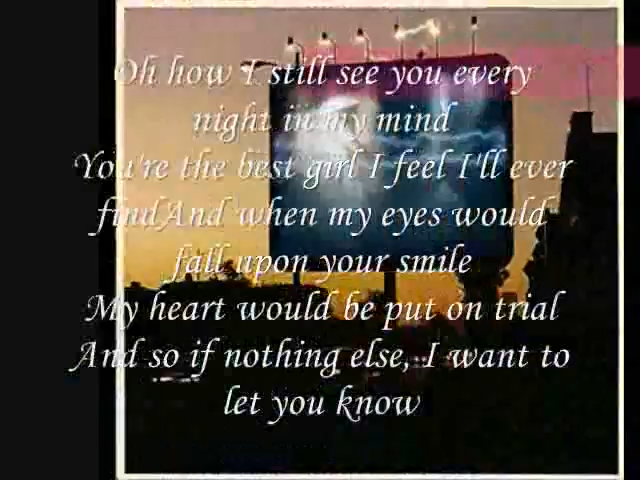 Oh how I still see you every
night in my mind
You're the best girl I feel I'll ever
findAnd when my eyes would
fall upon your smile
My heart would be put on trial
And so if nothing else, I want to
let you know